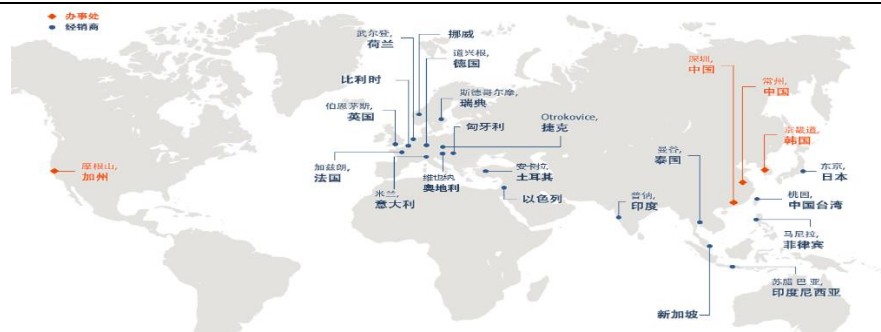 办事处
经销商
武尔登,
荷兰
挪威
道兴根,
德国
比利时
斯德哥尔摩,
瑞典
伯恩茅斯,
英国
Otrokovice,
捷克
匈牙利
加兹朗,
法国
米兰,
意大利
维也纳,
奥地利
安卡拉,
土耳其
以色列
摩根山,
加州
深圳,
中国
常州,
中国
京畿道,
韩国
曼谷,
泰国
东京,
日本
普钠,
印度
桃园,
中国台湾
马尼拉,
菲律宾
苏腊巴亚,
印度尼西亚
新加坡